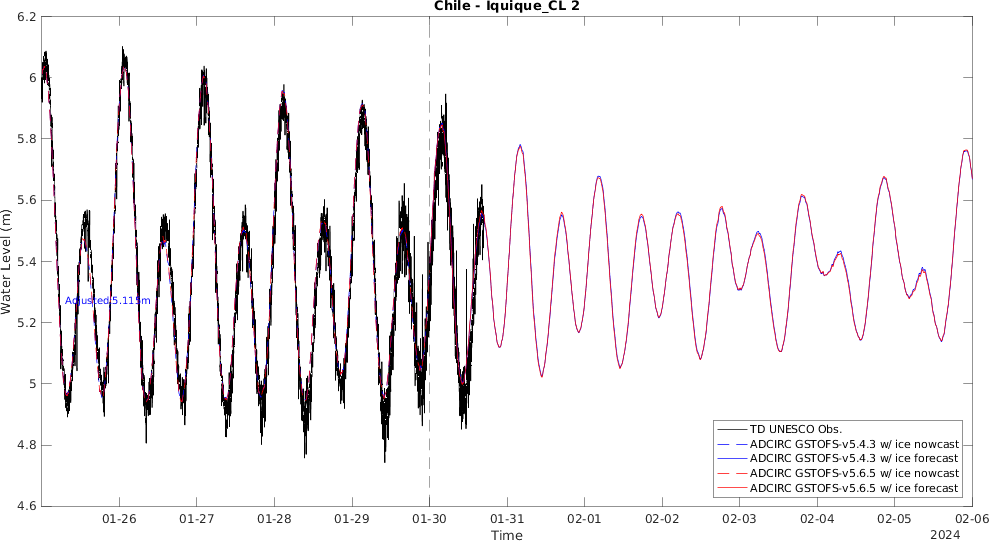 Chile - Iquique_CL 2
6.2
6
5.8
5.6
5.4
5.2
5
4.8
4.6
Water Level (m)
Adjusted 5.115m
TD UNESCO Obs.
ADCIRC GSTOFS-v5.4.3 w/ ice nowcast
ADCIRC GSTOFS-v5.4.3 w/ ice forecast
ADCIRC GSTOFS-v5.6.5 w/ ice nowcast
ADCIRC GSTOFS-v5.6.5 w/ ice forecast
01-26 01-27 01-28 01-29 01-30 01-31 02-01 02-02 02-03 02-04 02-05 02-06
Time
2024